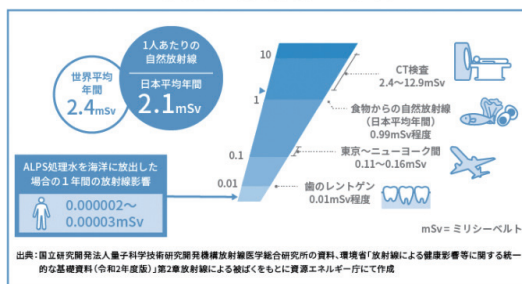 1人あたりの
自然放射線
世界平均
年間
2.4mSv
日本平均年間
2.1mSv
10
1
0.1
0.01
CT検査
2.4〜12.9mSv
食物からの自然放射線
（日本平均年間）
0.99mSv程度
東京〜ニューヨーク間
0.11〜0.16mSv
歯のレントゲン
0.01mSv程度
ALPS処理水を海洋に放出した
場合の1年間の放射線影響
0.000002〜
0.00003mSv
mSv＝ミリシーベルト
出典：国立研究開発法人量子科学技術研究開発機構放射線医学総合研究所の資料、環境省「放射線による健康影響等に関する統一
的な基礎資料（令和2年度版）」第2章放射線による被ばくをもとに資源エネルギー庁にて作成